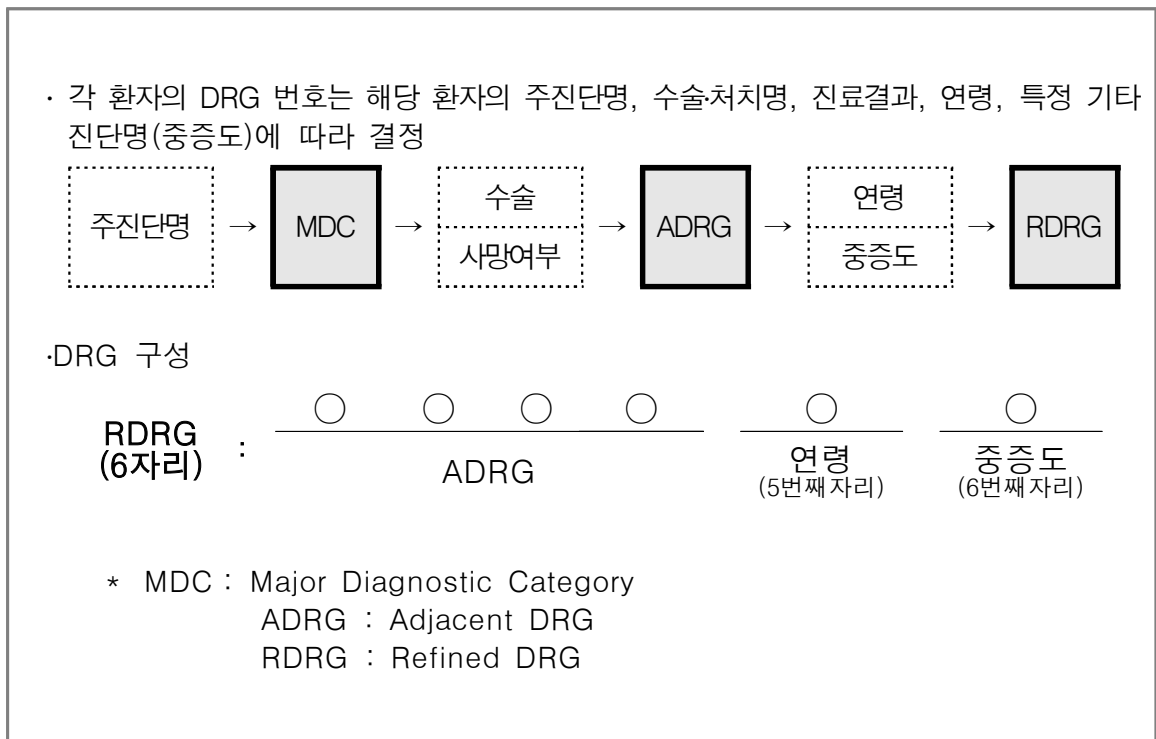 · 각 환자의 DRG 번호는 해당 환자의 주진단명, 수술·처치명, 진료결과, 연령, 특정 기타
진단명(중증도)에 따라 결정
주진단명 → MDC → 수술 사망여부 → ADRG → 연령 중증도 → RDRG
·DRG 구성
RDRG (6자리) : ○ ○ ○ ○ ○ ○
ADRG 연령 중증도
(5번째자리) (6번째자리)
* MDC : Major Diagnostic Category
ADRG : Adjacent DRG
RDRG : Refined DRG